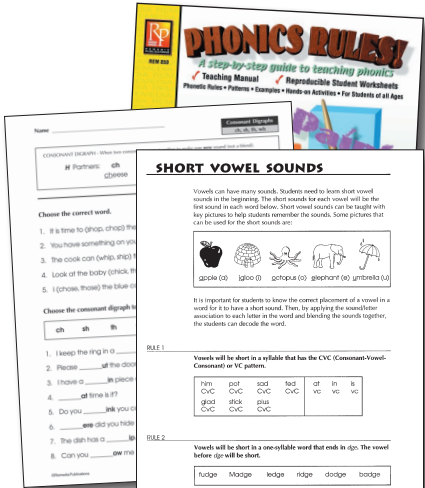 REM 850
PHONICS RULES!
A step-by-step guide to teaching phonics
✓ Teaching Manual ✓ Reproducible Student Worksheets
Phonetic Rules • Patterns • Examples • Hands-on Activities • For Students of all Ages
Name
Consonant Digraphs
ch, sh, th, wh
CONSONANT DIGRAPH - When two
H Partners: ch
cheese
Choose the correct word.
1. It is time to (shop, chop) the
2. You have something on you
3. The cook can (whip, ship)
4. Look at the baby (chick, th
5. I (chose, those) the blue c
Choose the consonant digraph to
ch sh th
1. I keep the ring in a
2. Please ____ut the doo
3. I have a ____in piece
4. ____at time is it?
5. Do you ____ink you c
6. ____ere did you hide
7. The dish has a ____ip
8. Can you ____ow me
©Remedia Publications
SHORT VOWEL SOUNDS
Vowels can have many sounds. Students need to learn short vowel
sounds in the beginning. The short sounds for each vowel will be the
first sound in each word below. Short vowel sounds can be taught with
key pictures to help students remember the sounds. Some pictures that
can be used for the short sounds are:
apple (a) igloo (i) octopus (o) elephant (e) umbrella (u)
It is important for students to know the correct placement of a vowel in a
word for it to have a short sound. Then, by applying the sound/letter
association to each letter in the word and blending the sounds together,
the students can decode the word.
RULE 1
Vowels will be short in a syllable that has the CVC (Consonant-Vowel-
Consonant) or VC pattern.
him pot sad fed at in is
CvC CvC CvC CvC vc vc vc
glad stick plus
CvC CvC CvC
RULE 2
Vowels will be short in a one-syllable word that ends in dge. The vowel
before dge will be short.
fudge Madge ledge ridge dodge badge